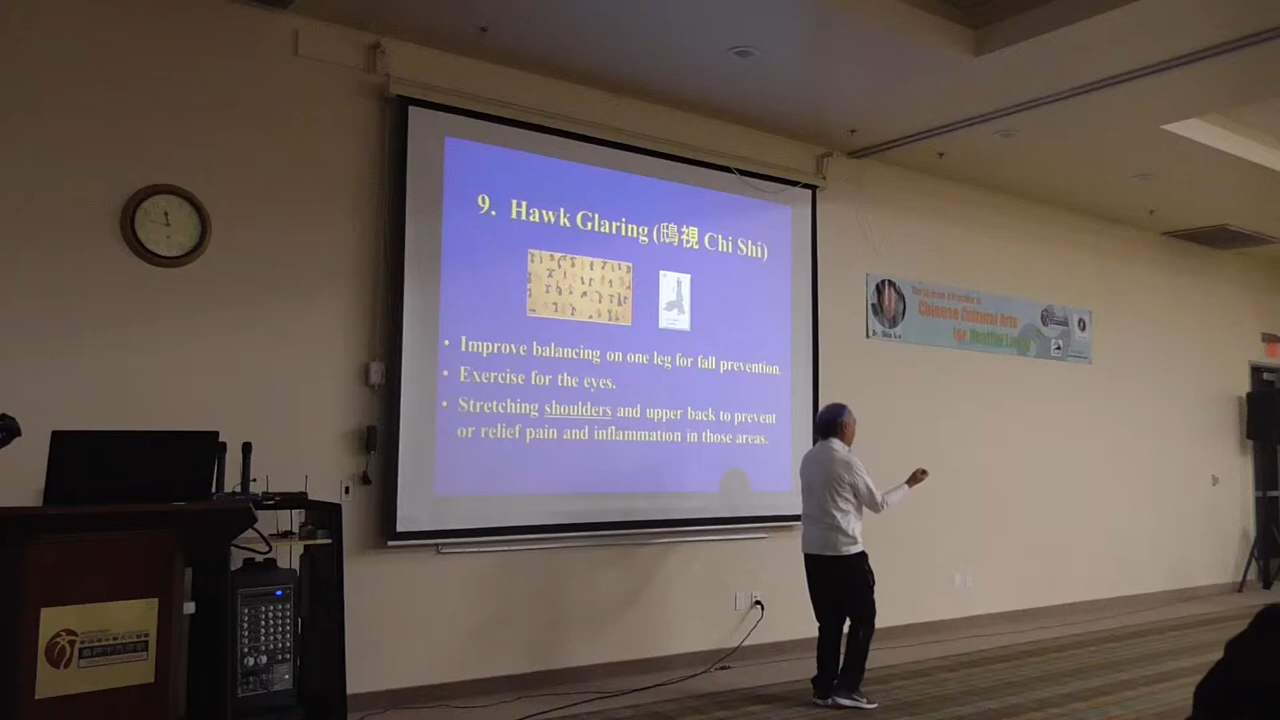 9. Hawk Glaring (鴟視 Chi Shi)
• Improve balancing on one leg for fall prevention.
• Exercise for the eyes.
• Stretching shoulders and upper back to prevent
or relief pain and inflammation in those areas.
Chinese Cultural Arts
for Healthy Living